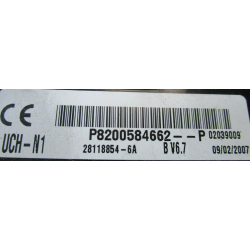 CE
UCH-N1
P8200584662--P 02039009
28118854-6A B V6.7 09/02/2007